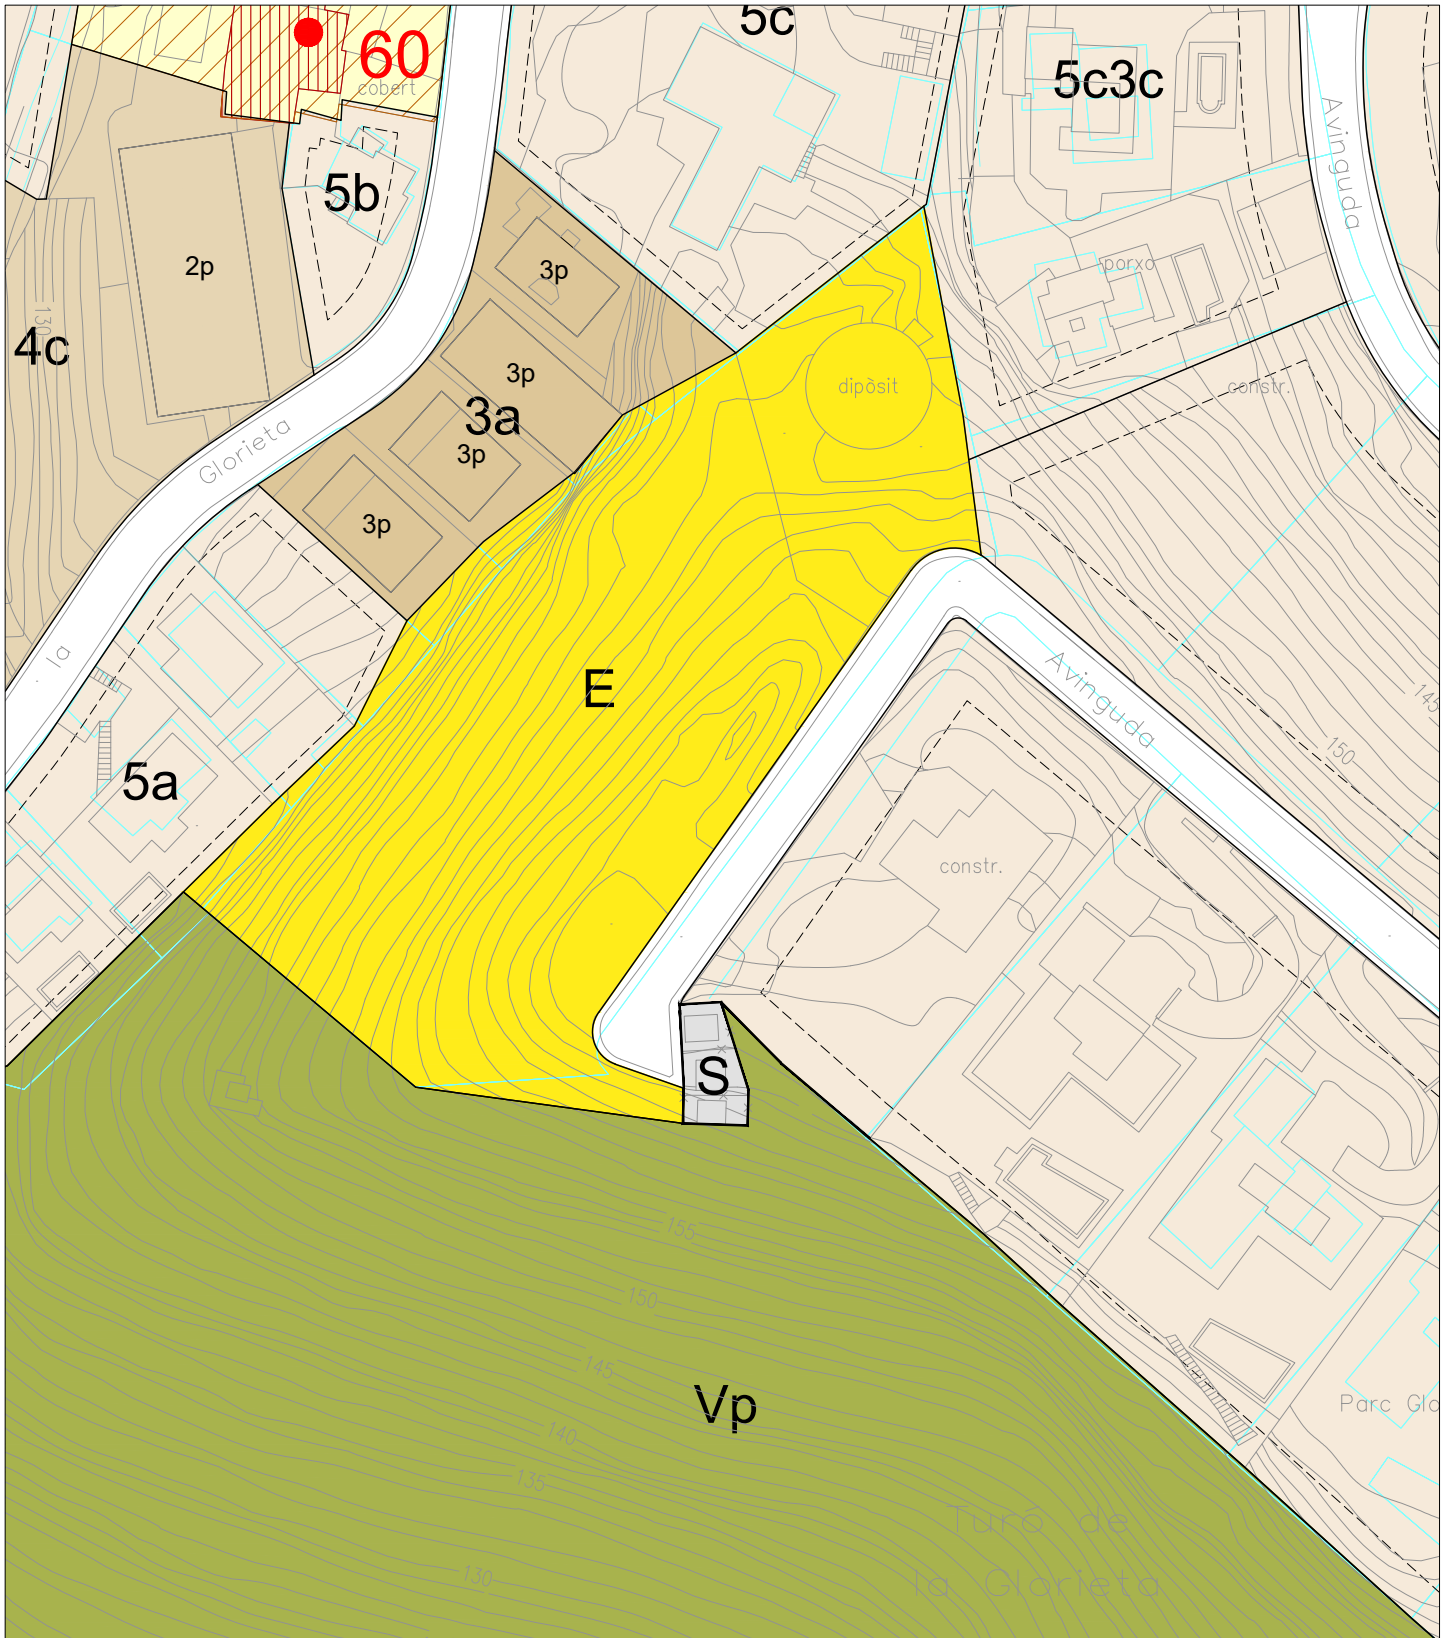 5c
60
cobert
5c3c
Avinguda
5b
2p
3p
porxo
130
4c
3p
dipòsit
constr.
3a
Glorieta
3p
3p
la
E
Avinguda
145
150
5a
constr.
S
155
150
145
Vp
Parc Glo
140
135
Turó de
la Glorieta
130